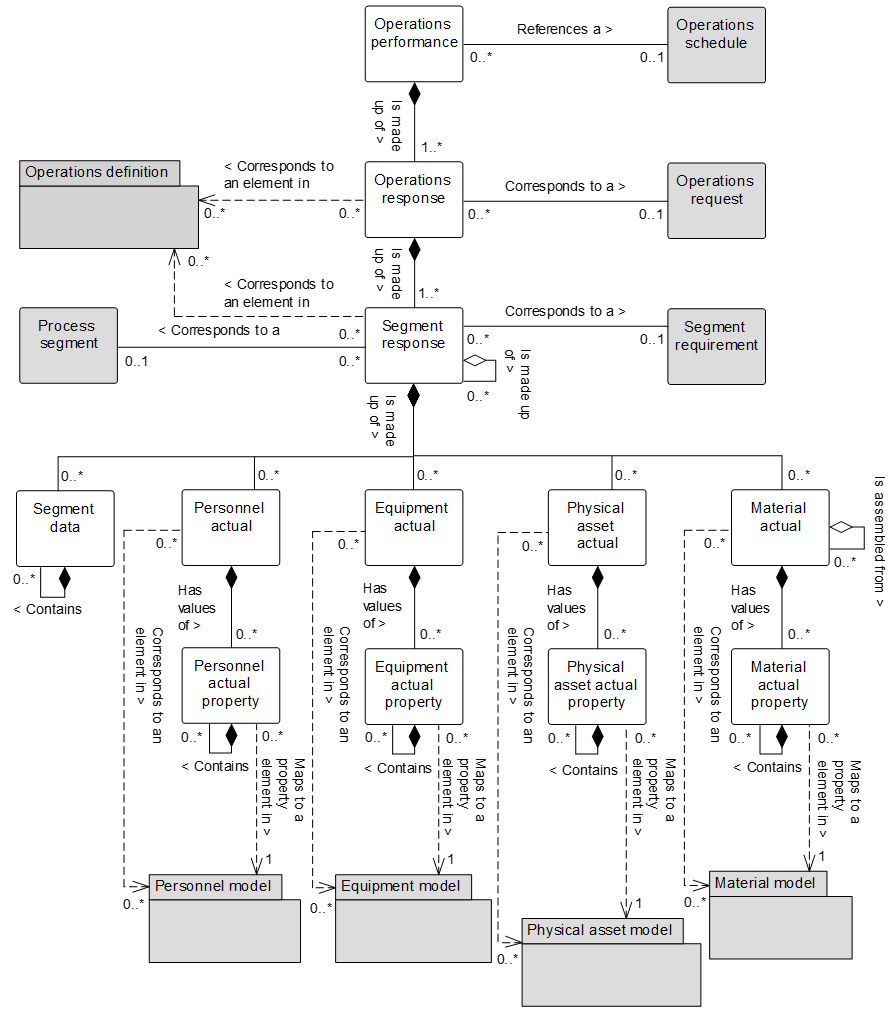 Operations
performance
References a >
0..*
0..1
Operations
schedule
Is made
up of >
1..*
Operations definition
< Corresponds to
an element in
0..*
0..*
Operations
response
Corresponds to a >
0..*
0..1
Operations
request
0..*
Is made
up of >
1..*
< Corresponds to
an element in
0..*
Process
segment
< Corresponds to a
0..1
0..*
Segment
response
Corresponds to a >
0..*
0..1
Segment
requirement
Is made up
of >
0..*
Is made
up of >
0..*
0..*
0..*
0..*
0..*
Segment
data
0..*
< Contains
Personnel
actual
0..*
Equipment
actual
0..*
Physical
asset
actual
0..*
Material
actual
0..*
0..*
Is assembled from >
Has
values
of >
0..*
Has
values
of >
0..*
Has
values
of >
0..*
Has
values
of >
0..*
Corresponds to an
element in >
Corresponds to an
element in >
Corresponds to an
element in >
Corresponds to an
element in >
Personnel
actual
property
0..*
0..*
< Contains
Equipment
actual
property
0..*
0..*
< Contains
Physical
asset actual
property
0..*
0..*
< Contains
Material
actual
property
0..*
0..*
< Contains
Maps to a
property
element in >
Maps to a
property
element in >
Maps to a
property
element in >
Maps to a
property
element in >
1
1
1
1
0..*
Personnel model
0..*
Equipment model
0..*
Physical asset model
0..*
Material model